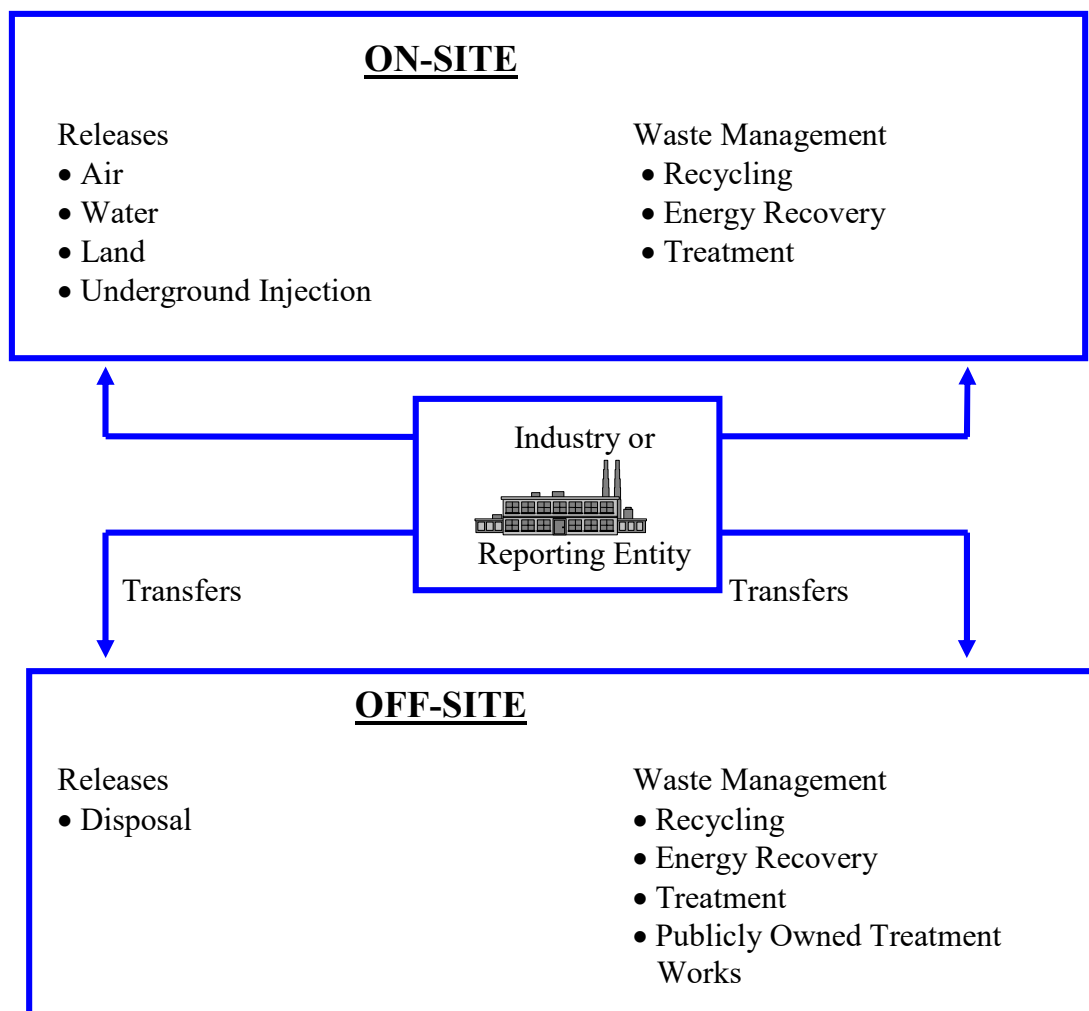 ON-SITE
Releases
• Air
• Water
• Land
• Underground Injection
Waste Management
• Recycling
• Energy Recovery
• Treatment
Industry or
Reporting Entity
Transfers
Transfers
OFF-SITE
Releases
• Disposal
Waste Management
• Recycling
• Energy Recovery
• Treatment
• Publicly Owned Treatment
Works